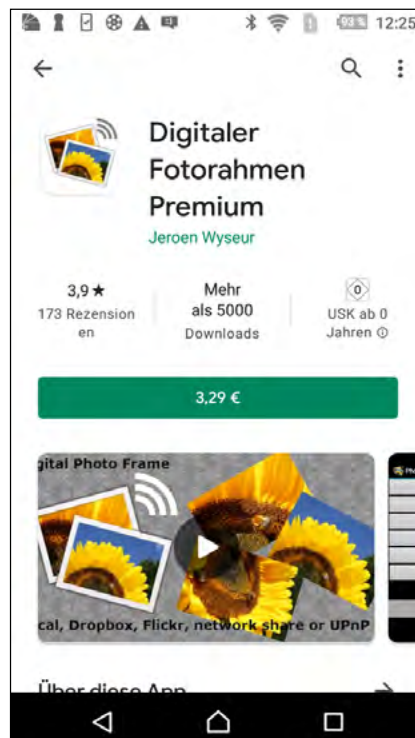 93 % 12:25
Digitaler
Fotorahmen
Premium
Jeroen Wyseur
3,9 ★
173 Rezension
en
Mehr
als 5000
Downloads
0
USK ab 0
Jahren
3,29 €
gital Photo Frame
cal, Dropbox, Flickr, network share or UPnP
Über diese App